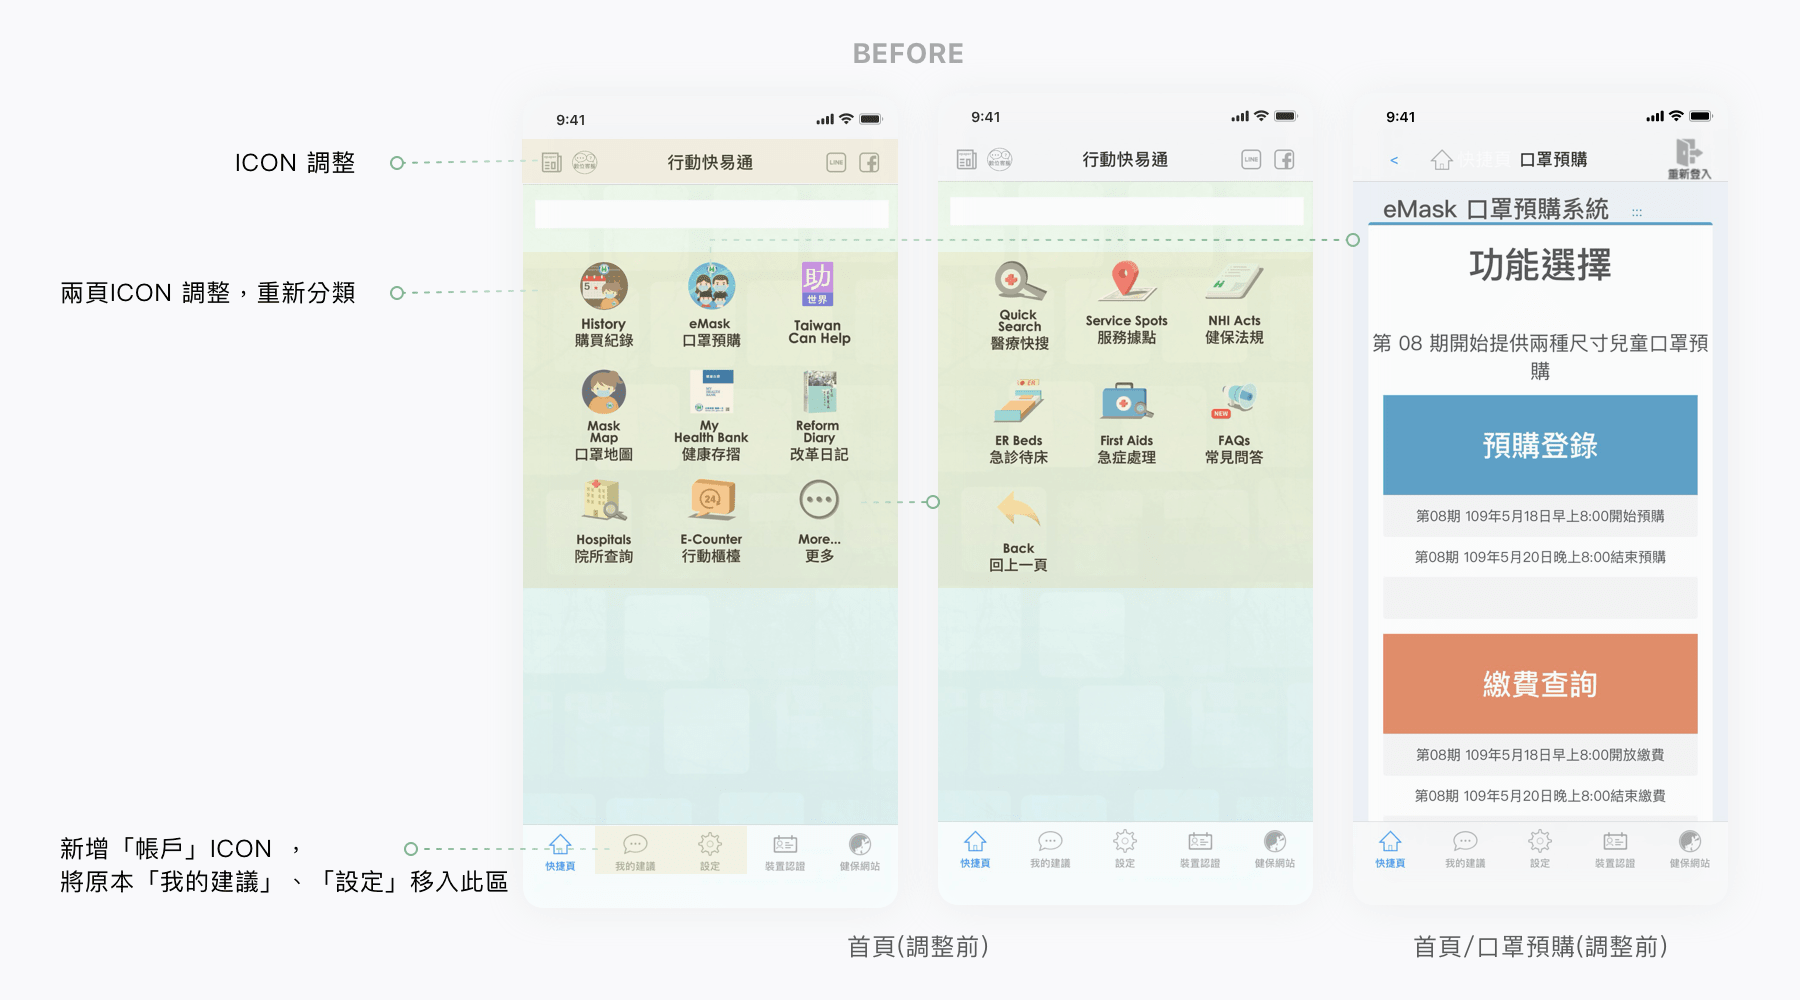 BEFORE
ICON 調整
兩頁ICON 調整，重新分類
新增「帳戶」ICON ，
將原本「我的建議」、「設定」移入此區
9:41
行動快易通
LINE
助
世界
History
購買紀錄
eMask
口罩預購
Taiwan
Can Help
Mask
Map
口罩地圖
My
Health Bank
健康存摺
Reform
Diary
改革日記
24
Hospitals
院所查詢
E-Counter
行動櫃檯
More...
更多
快捷頁
我的建議
設定
裝置認證
健保網站
9:41
行動快易通
LINE
Quick
Search
醫療快搜
Service Spots
服務據點
NHI Acts
健保法規
ER
NEW
ER Beds
急診待床
First Aids
急症處理
FAQs
常見問答
Back
回上一頁
快捷頁
我的建議
設定
裝置認證
健保網站
首頁(調整前)
9:41
< 快捷頁 口罩預購
重新登入
eMask 口罩預購系統 :::
功能選擇
第 08 期開始提供兩種尺寸兒童口罩預
購
預購登錄
第08期 109年5月18日早上8:00開始預購
第08期 109年5月20日晚上8:00結束預購
繳費查詢
第08期 109年5月18日早上8:00開放繳費
第08期 109年5月20日晚上8:00結束繳費
快捷頁
我的建議
設定
裝置認證
健保網站
首頁/口罩預購(調整前)